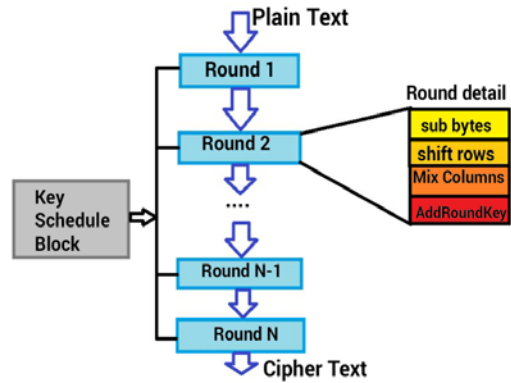 Plain Text
Round 1
Round detail
sub bytes
Round 2
shift rows
Mix Columns
AddRoundKey
Key
Schedule
Block
....
Round N-1
Round N
Cipher Text